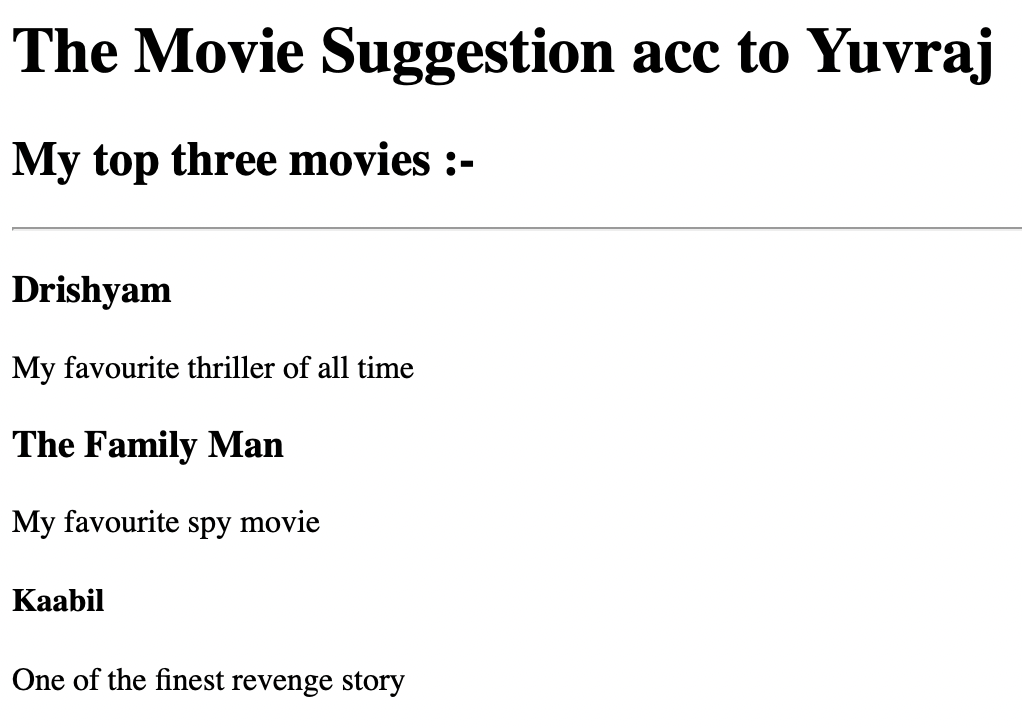 The Movie Suggestion acc to Yuvraj
My top three movies :-
Drishyam
My favourite thriller of all time
The Family Man
My favourite spy movie
Kaabil
One of the finest revenge story